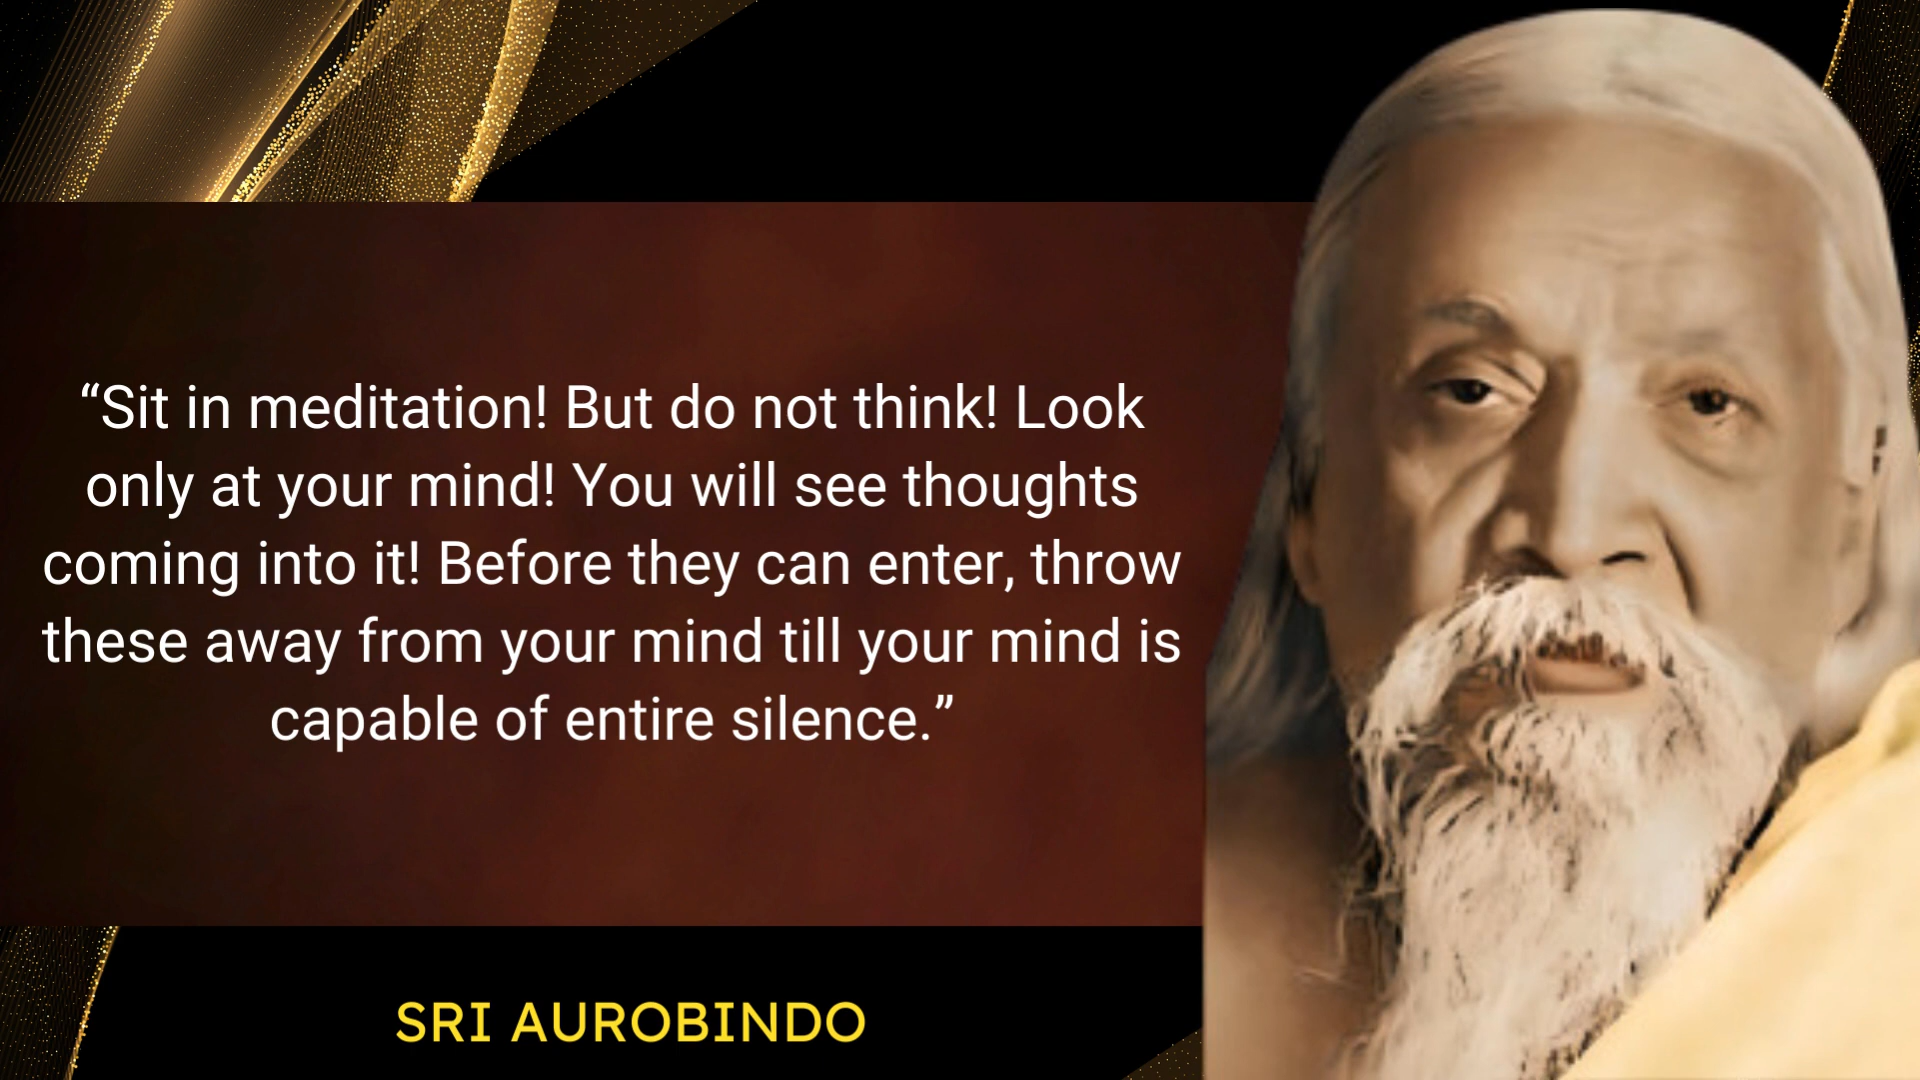 “Sit in meditation! But do not think! Look
only at your mind! You will see thoughts
coming into it! Before they can enter, throw
these away from your mind till your mind is
capable of entire silence.”
SRI AUROBINDO